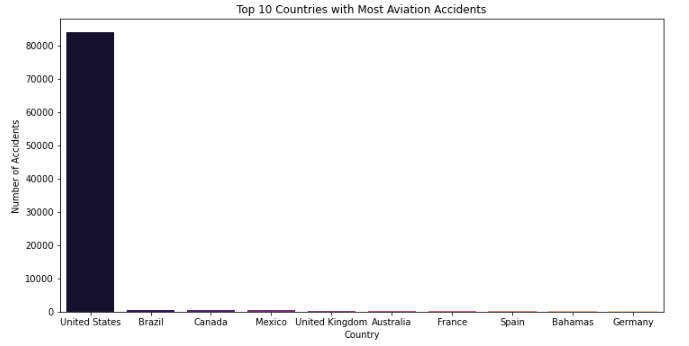 Top 10 Countries with Most Aviation Accidents
80000
70000
60000
50000
40000
30000
20000
10000
0
Number of Accidents
United States Brazil Canada Mexico United Kingdom Australia France Spain Bahamas Germany
Country